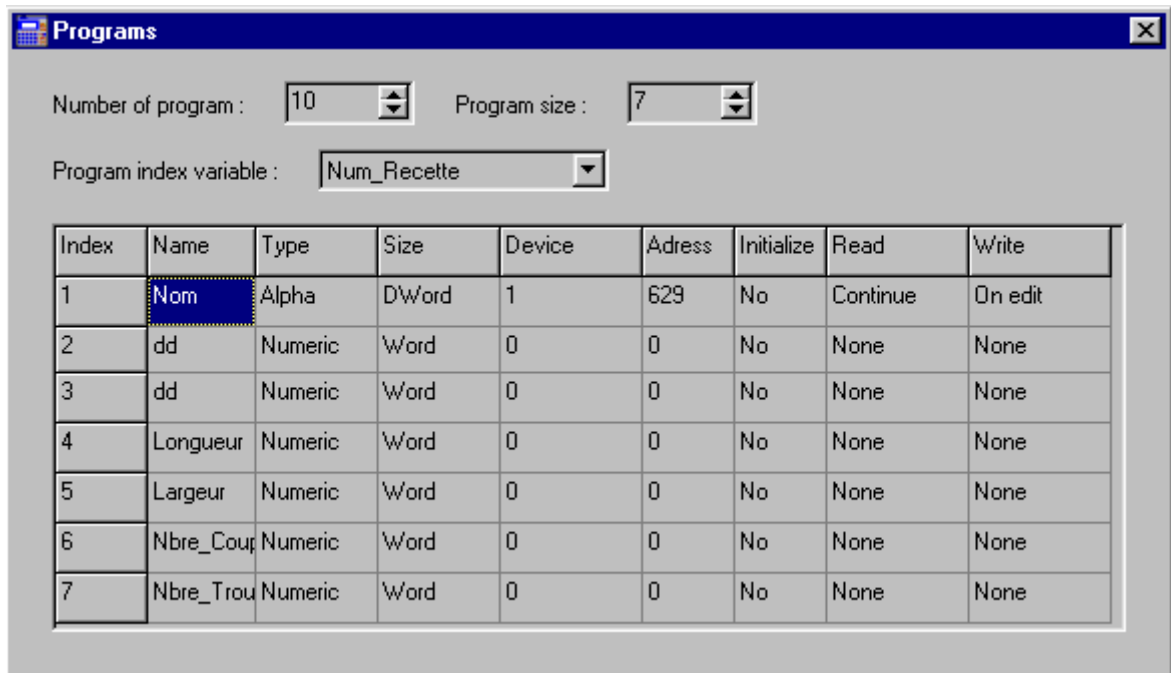 Programs
Number of program : 10 Program size : 7
Program index variable : Num_Recette
Index Name Type Size Device Adress Initialize Read Write
1 Nom Alpha DWord 1 629 No Continue On edit
2 dd Numeric Word 0 0 No None None
3 dd Numeric Word 0 0 No None None
4 Longueur Numeric Word 0 0 No None None
5 Largeur Numeric Word 0 0 No None None
6 Nbre_Coup Numeric Word 0 0 No None None
7 Nbre_Trou Numeric Word 0 0 No None None